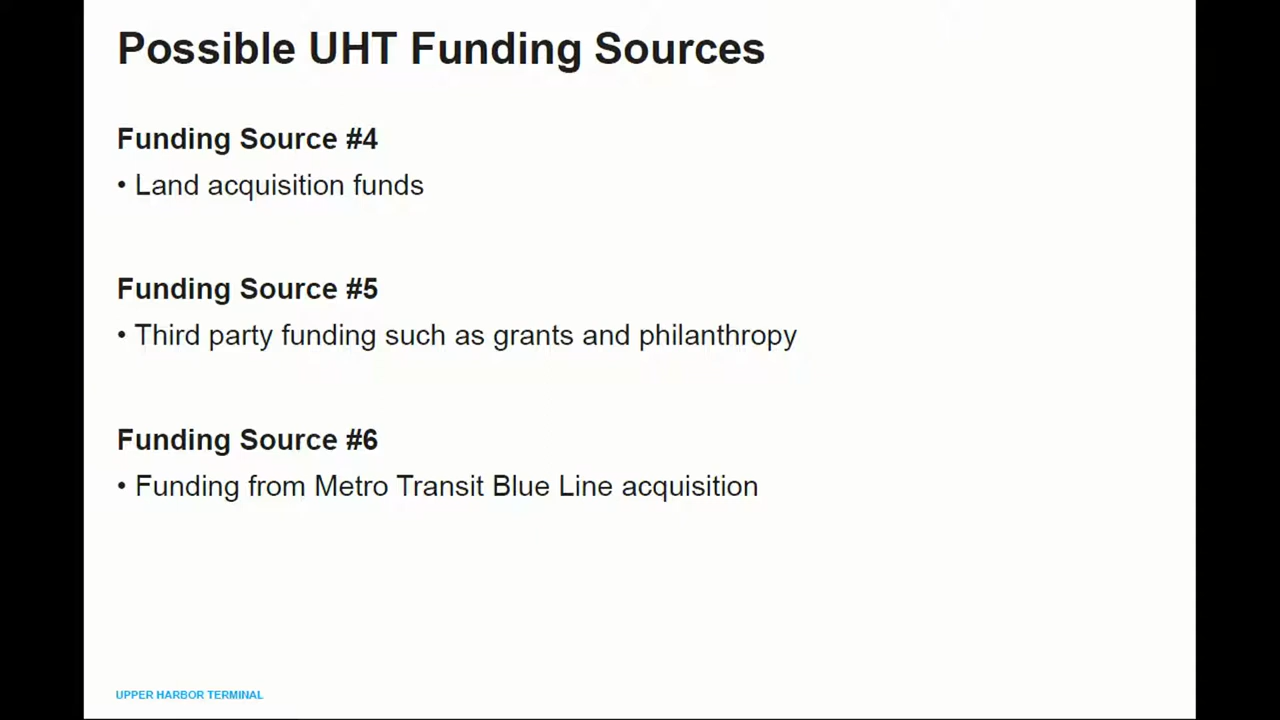 Possible UHT Funding Sources
Funding Source #4
• Land acquisition funds
Funding Source #5
• Third party funding such as grants and philanthropy
Funding Source #6
• Funding from Metro Transit Blue Line acquisition
UPPER HARBOR TERMINAL